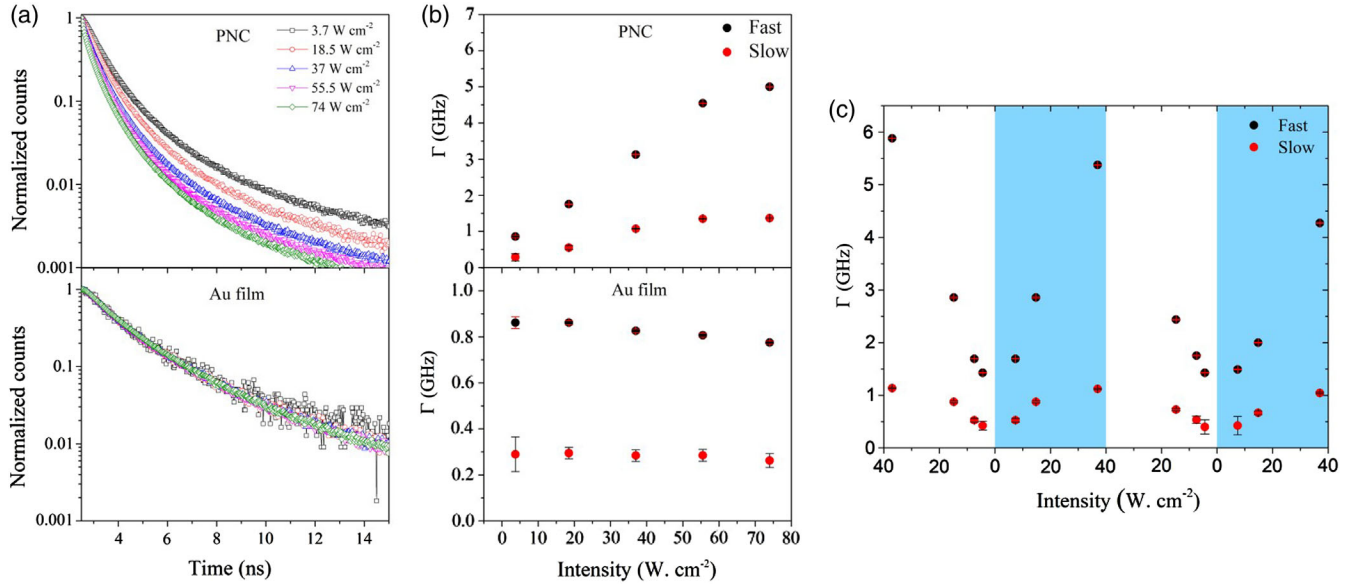 (a)
PNC
3.7 W cm-2
18.5 W cm-2
37 W cm-2
55.5 W cm-2
74 W cm-2
Normalized counts
1
0.1
0.01
0.001
Au film
Normalized counts
1
0.1
0.01
0.001
4 6 8 10 12 14
Time (ns)
(b)
PNC
Fast
Slow
Γ (GHz)
7
6
5
4
3
2
1
0
Au film
Γ (GHz)
1.0
0.8
0.6
0.4
0.2
0.0
0 10 20 30 40 50 60 70 80
Intensity (W. cm-2)
(c)
Fast
Slow
Γ (GHz)
6
5
4
3
2
1
0
40 20 0 20 40 20 0 20 40
Intensity (W. cm-2)